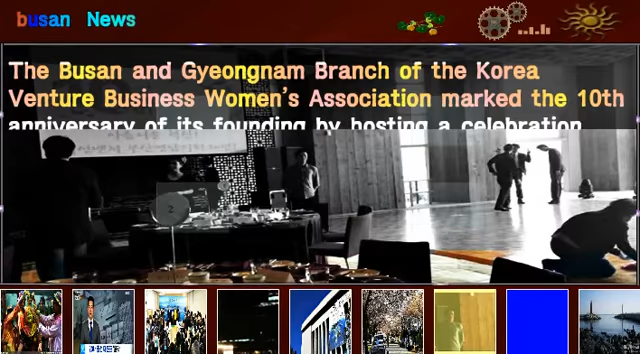 busan News
The Busan and Gyeongnam Branch of the Korea
Venture Business Women's Association marked the 10th
anniversary of its founding by hosting a celebration
2